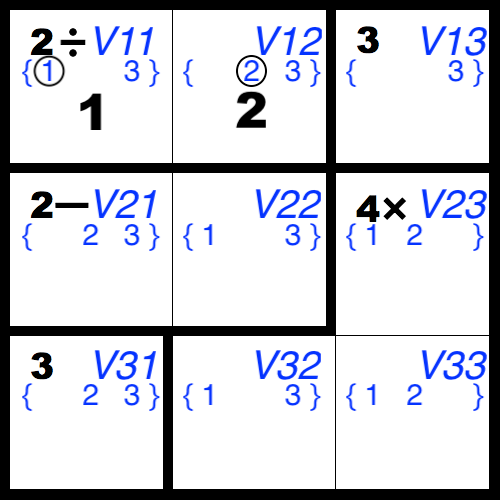 2÷ V11 V12 3 V13
{ 1 3 } { 2 3 } { 3 }
1 2
2− V21 V22 4× V23
{ 2 3 } { 1 3 } { 1 2 }
3 V31 V32 V33
{ 2 3 } { 1 3 } { 1 2 }